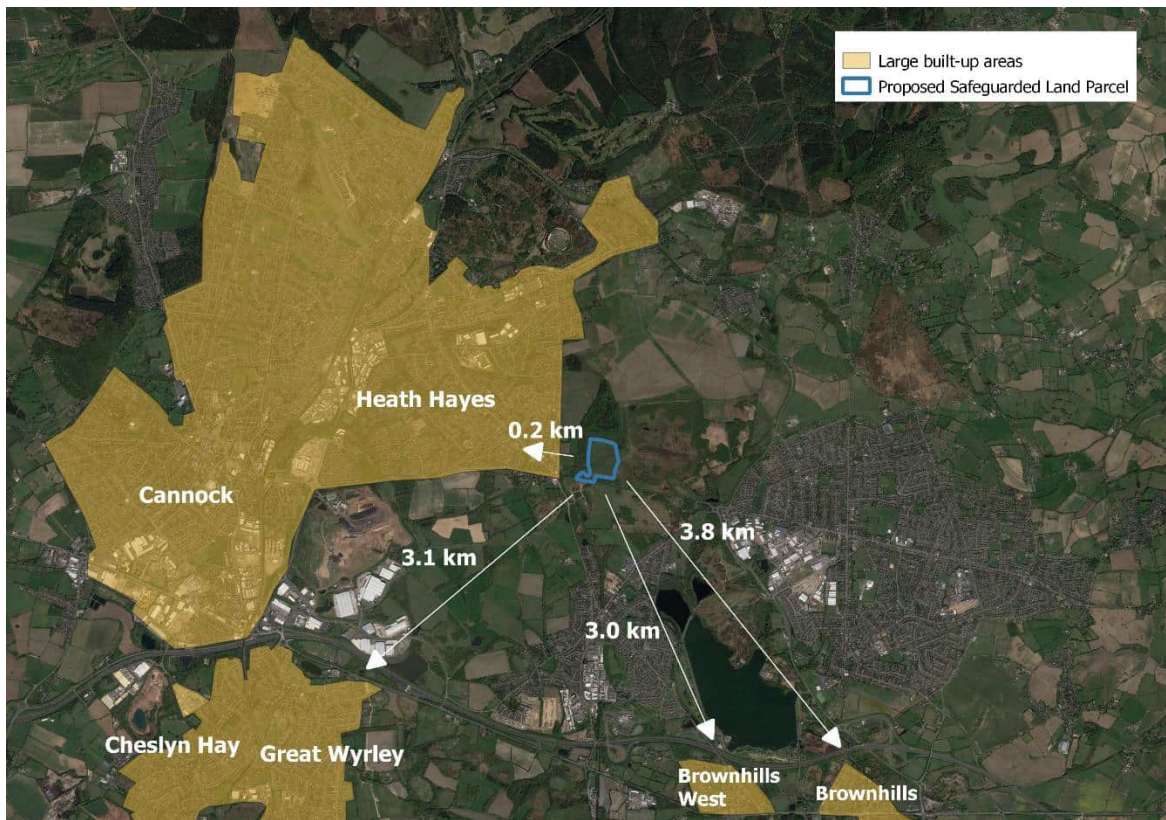 Large built-up areas
Proposed Safeguarded Land Parcel
Heath Hayes
0.2 km
Cannock
3.1 km
3.8 km
3.0 km
Cheslyn Hay
Great Wyrley
Brownhills
West
Brownhills